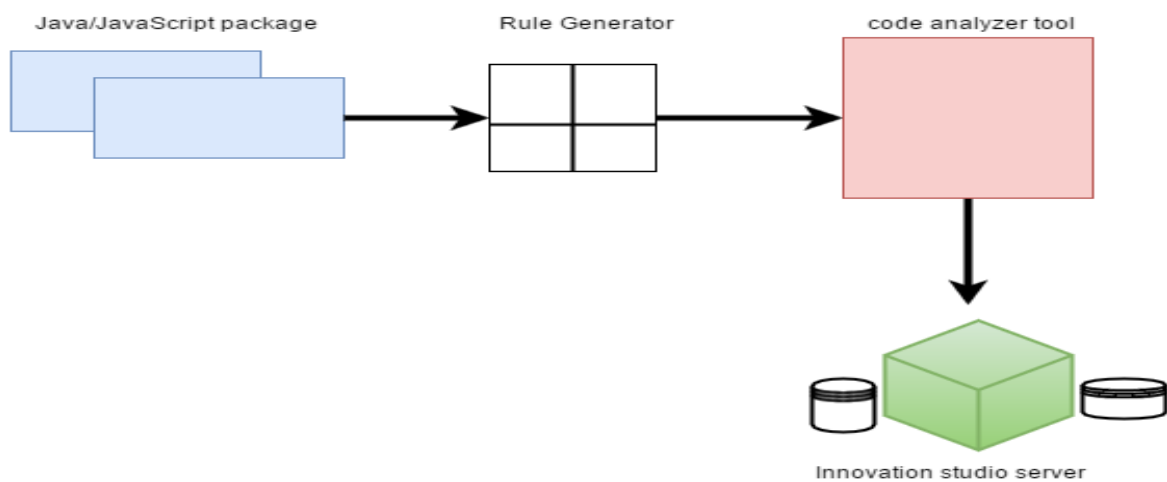 Java/JavaScript package
Rule Generator
code analyzer tool
Innovation studio server